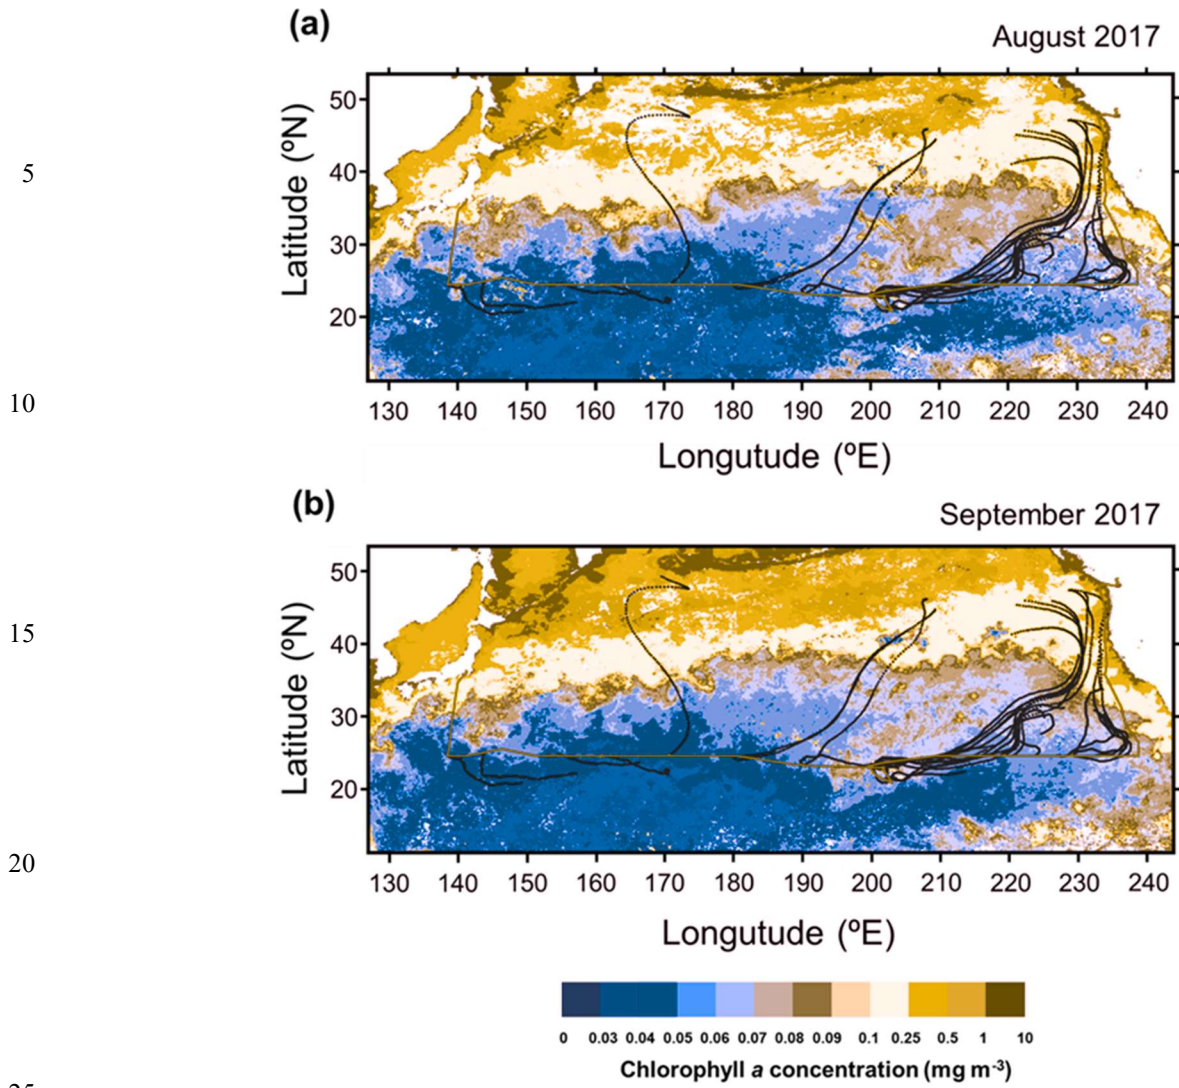 (a)
August 2017
50
5
40
30
20
Latitude (ºN)
10
130 140 150 160 170 180 190 200 210 220 230 240
Longutude (ºE)
(b)
September 2017
50
15
40
30
20
Latitude (ºN)
20
130 140 150 160 170 180 190 200 210 220 230 240
Longutude (ºE)
0 0.03 0.04 0.05 0.06 0.07 0.08 0.09 0.1 0.25 0.5 1 10
Chlorophyll a concentration (mg m-3)